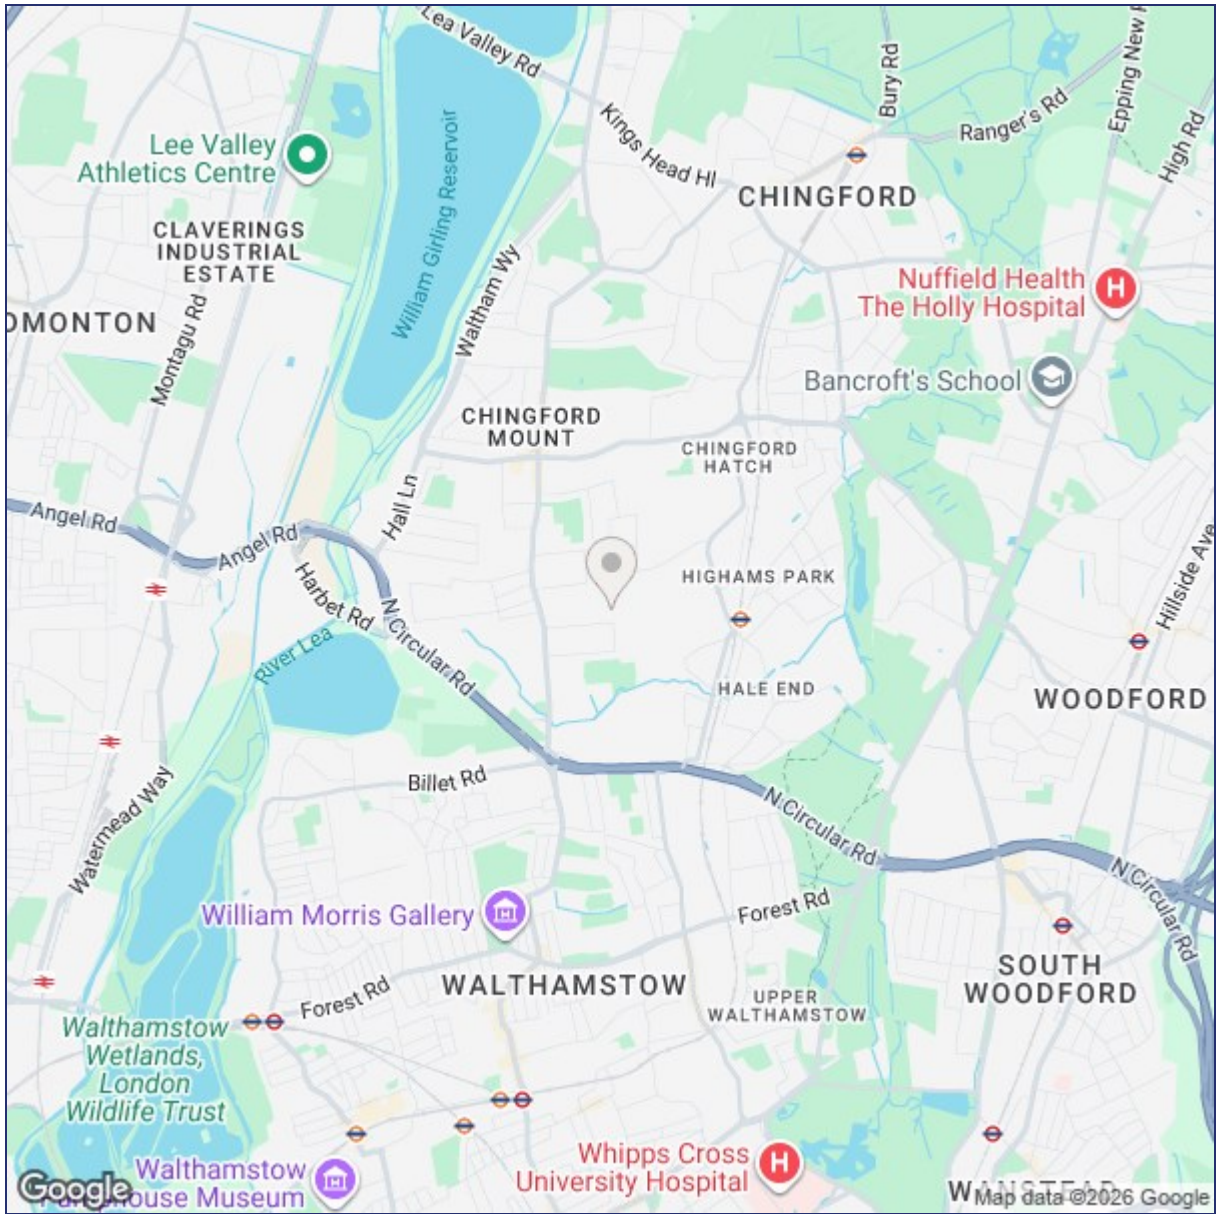 Lea Valley Rd
Bury Rd
Epping New
Ranger's Rd
High Rd
Lee Valley
Athletics Centre
Kings Head Hl
CHINGFORD
William Girling Reservoir
CLAVERINGS
INDUSTRIAL
ESTATE
Waltham Wy
Nuffield Health
The Holly Hospital
DMONTON
Montagu Rd
Bancroft's School
CHINGFORD
MOUNT
CHINGFORD
HATCH
Hall Ln
Angel Rd
Angel Rd
Hillside Ave
HIGHAMS PARK
Harbet Rd
N Circular Rd
River Lea
HALE END
WOODFORD
Billet Rd
Watermead Way
N Circular Rd
N Circular Rd
William Morris Gallery
Forest Rd
SOUTH
WOODFORD
WALTHAMSTOW
Forest Rd
UPPER
WALTHAMSTOW
Walthamstow
Wetlands,
London
Wildlife Trust
Whipps Cross
University Hospital
Walthamstow
house Museum
Google
Map data ©2026 Google